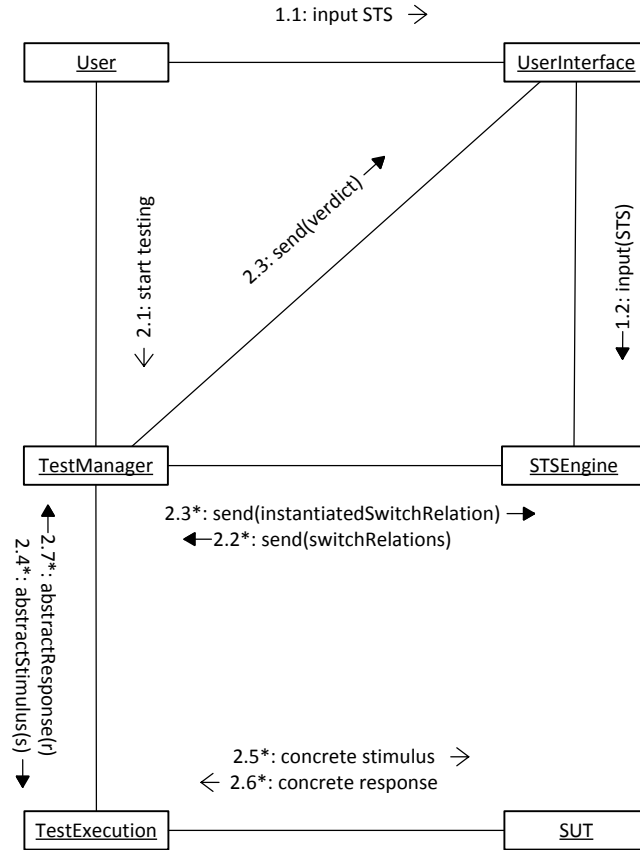 1.1: input STS
User
UserInterface
2.3: send(verdict)
2.1: start testing
1.2: input(STS)
TestManager
STSEngine
2.3*: send(instantiatedSwitchRelation)
2.2*: send(switchRelations)
2.7*: abstractResponse(r)
2.4*: abstractStimulus(s)
2.5*: concrete stimulus
2.6*: concrete response
TestExecution
SUT